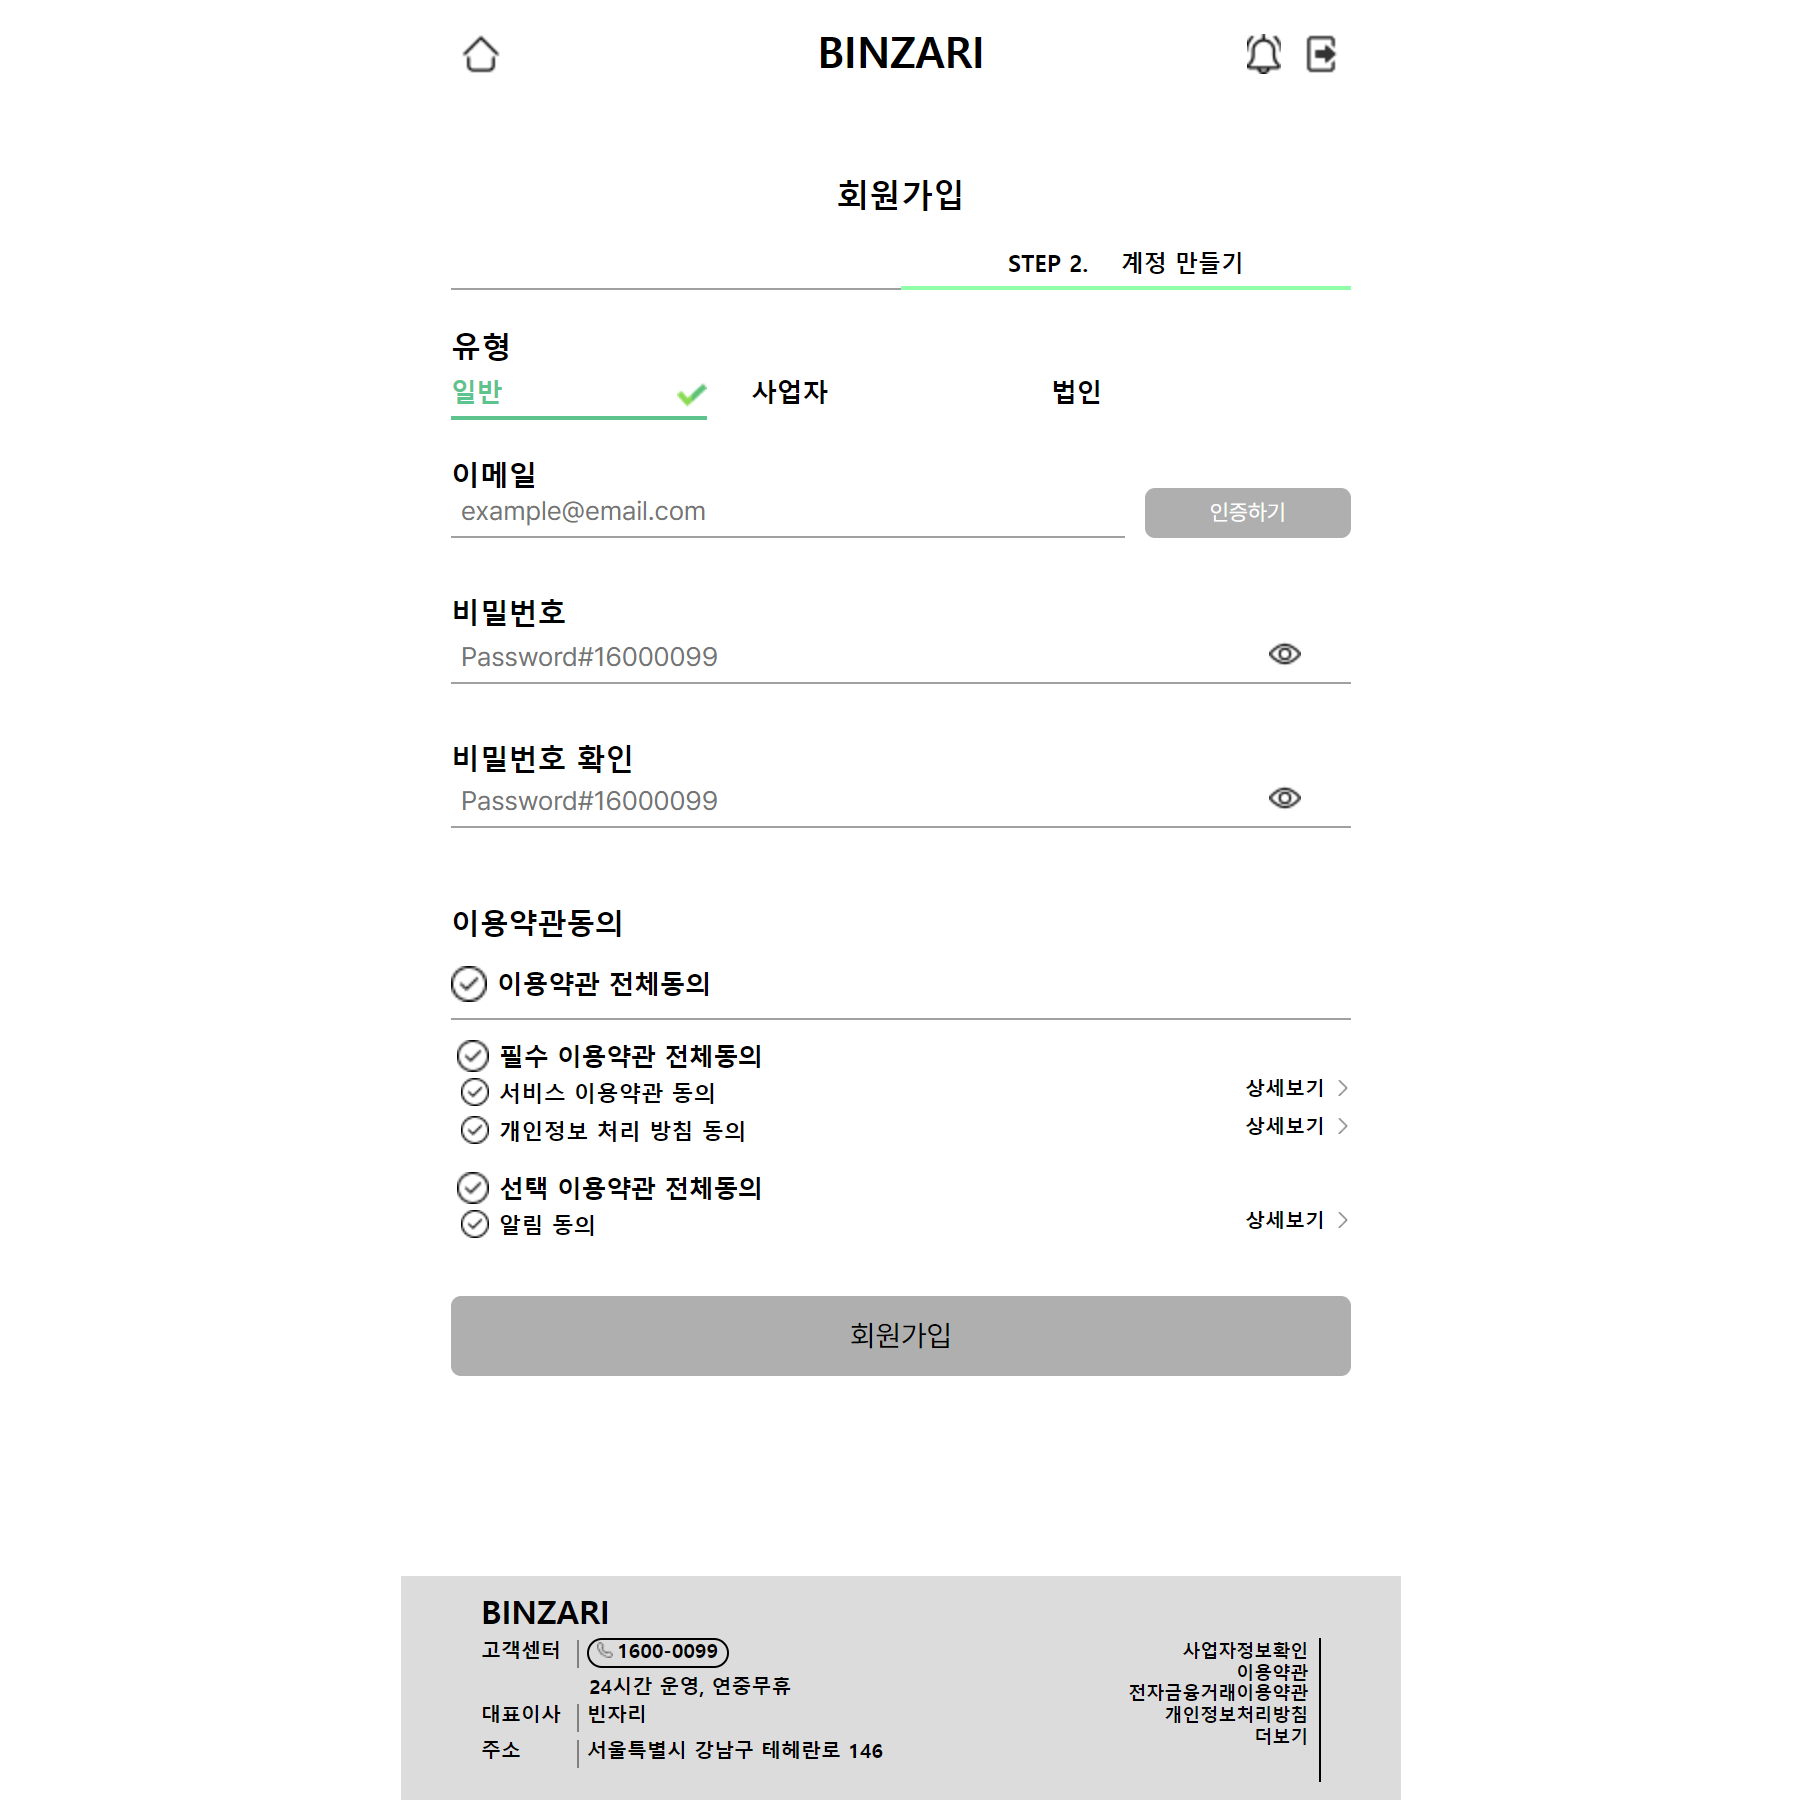 BINZARI
회원가입
STEP 2. 계정 만들기
유형
일반 사업자 법인
이메일
example@email.com 인증하기
비밀번호
Password#16000099
비밀번호 확인
Password#16000099
이용약관동의
이용약관 전체동의
필수 이용약관 전체동의
서비스 이용약관 동의 상세보기
개인정보 처리 방침 동의 상세보기
선택 이용약관 전체동의
알림 동의 상세보기
회원가입
BINZARI
고객센터 1600-0099
24시간 운영, 연중무휴
대표이사 빈자리
주소 서울특별시 강남구 테헤란로 146
사업자정보확인
이용약관
전자금융거래이용약관
개인정보처리방침
더보기